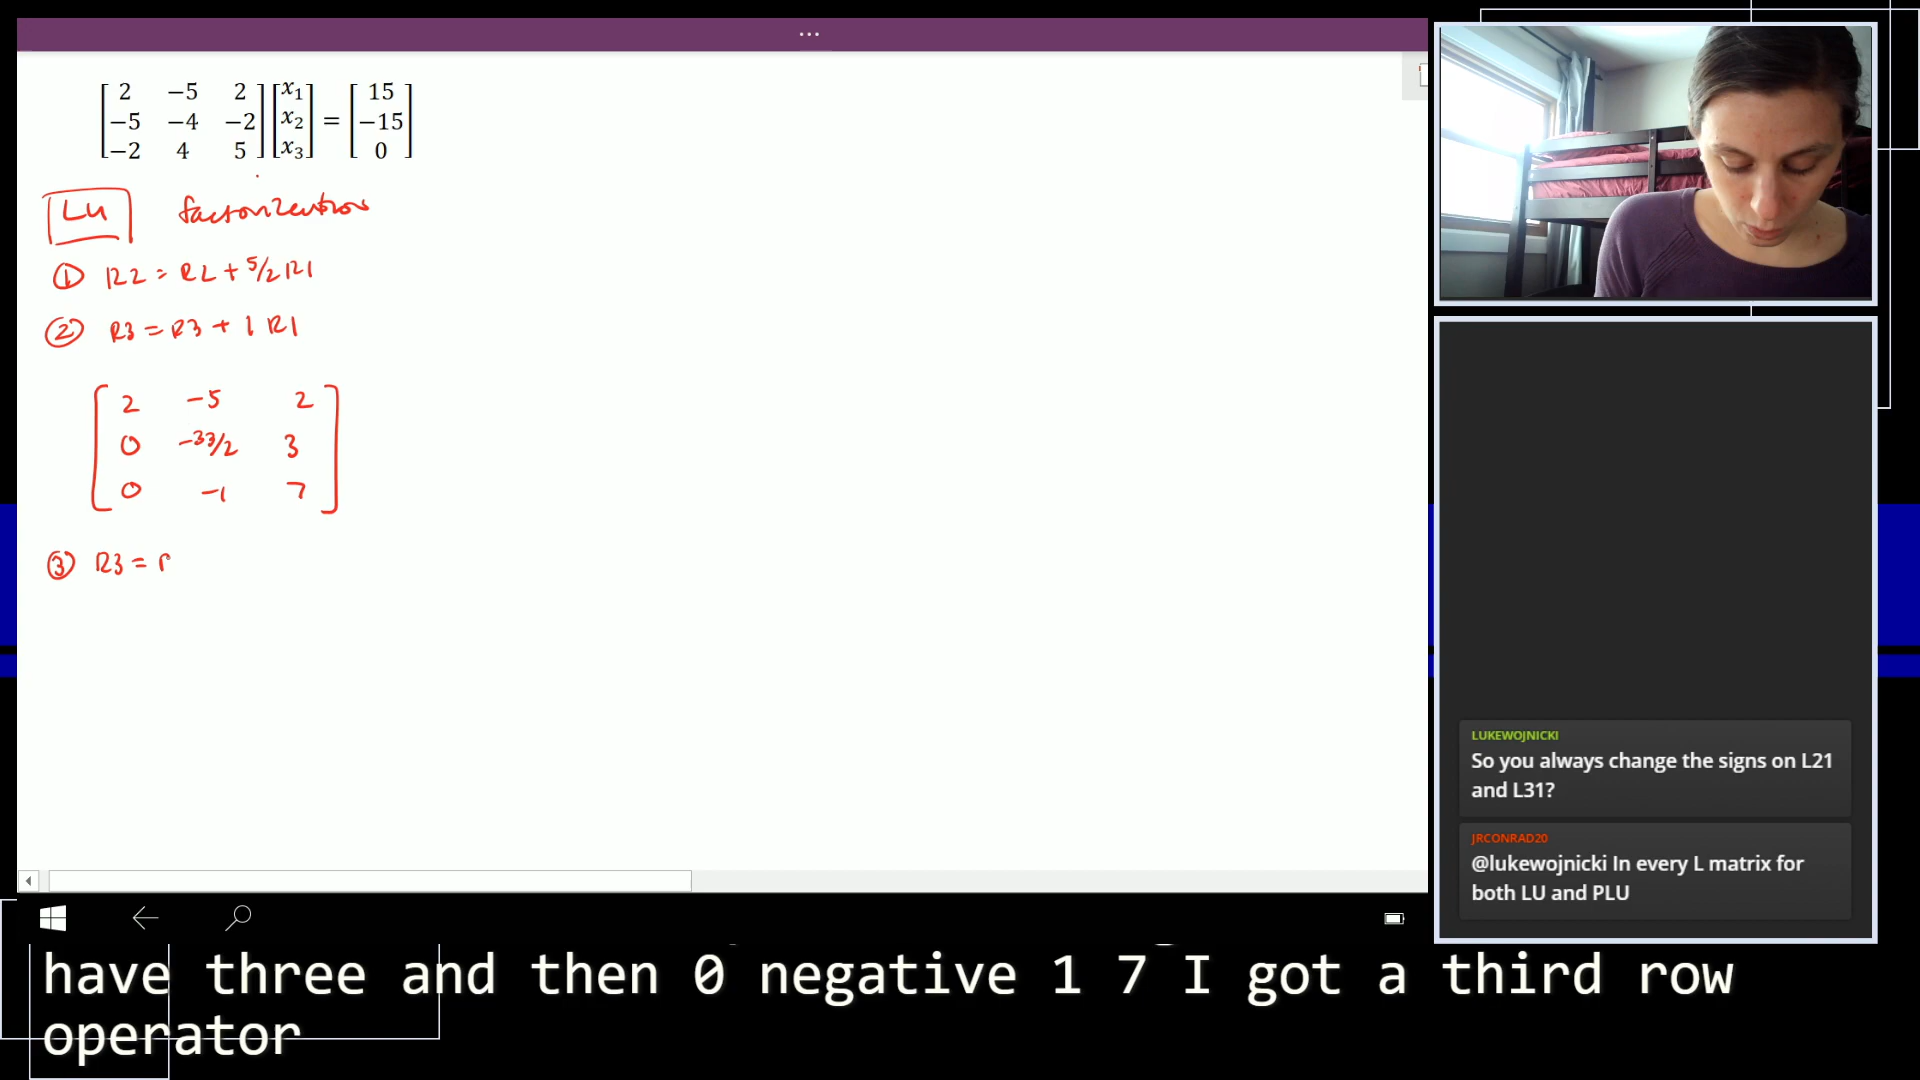 ...
2 −5 2 x₁ 15
−5 −4 −2 x₂ = −15
−2 4 5 x₃ 0
LU factorization
① R2 = R2 + 5/2 R1
② R3 = R3 + 1 R1
2 -5 2
0 -33/2 3
0 -1 7
③ R3 = r
LUKEWOJNICKI
So you always change the signs on L21
and L31?
JRCONRAD20
@lukewojnicki In every L matrix for
both LU and PLU
have three and then 0 negative 1 7 I got a third row
operator